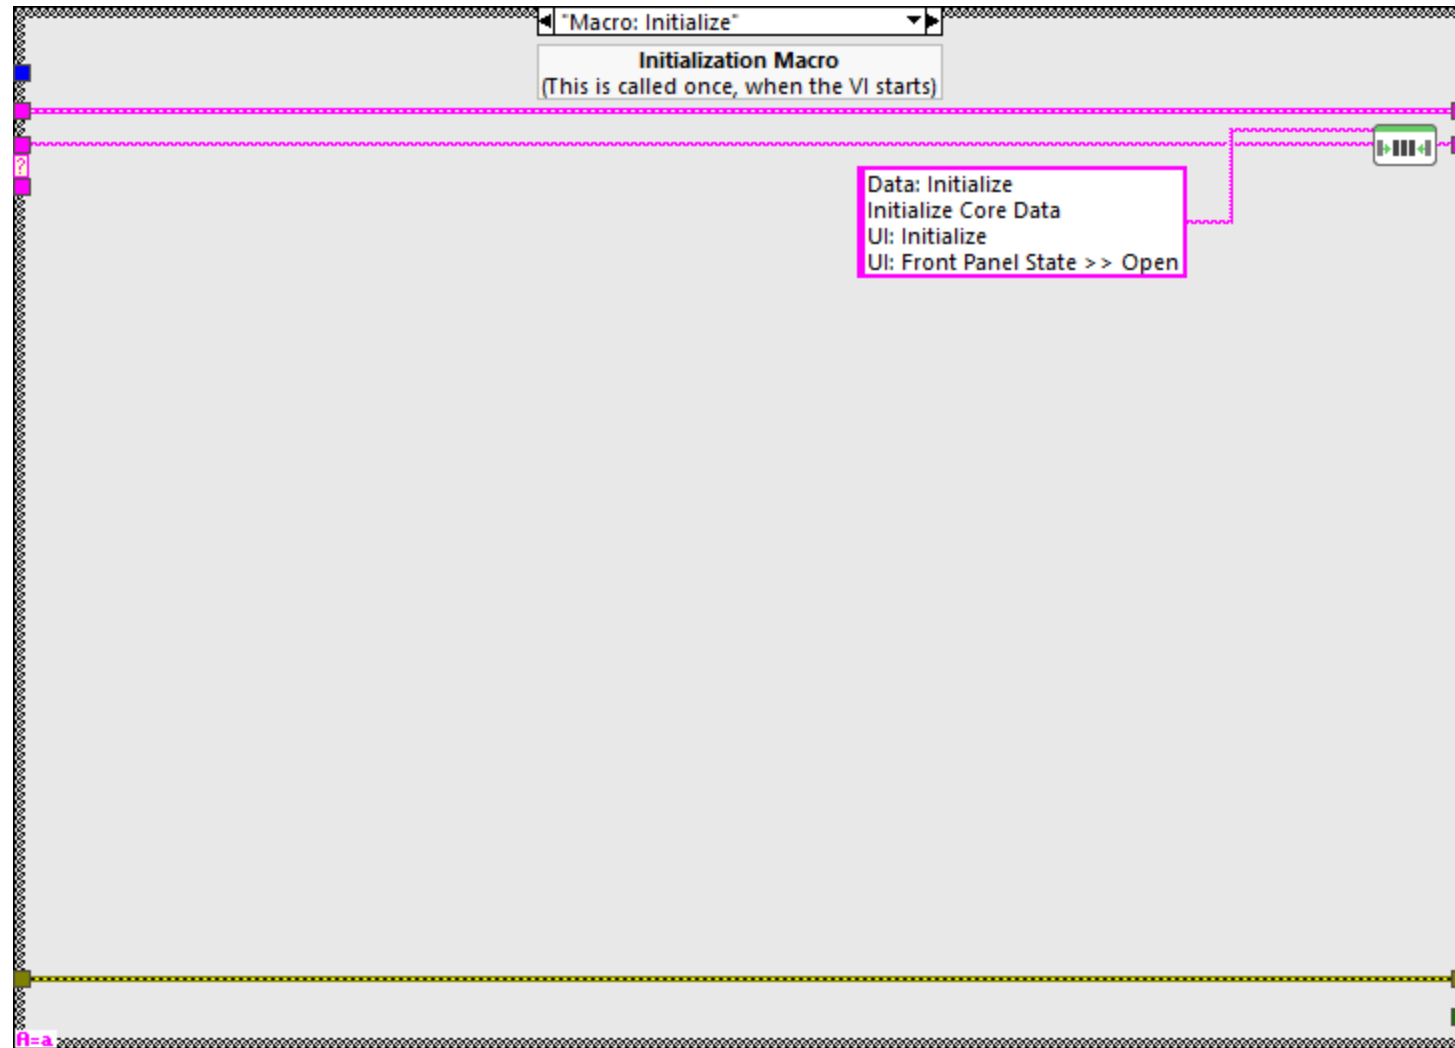 "Macro: Initialize"
Initialization Macro
(This is called once, when the VI starts)
?
Data: Initialize
Initialize Core Data
UI: Initialize
UI: Front Panel State >> Open
A=a